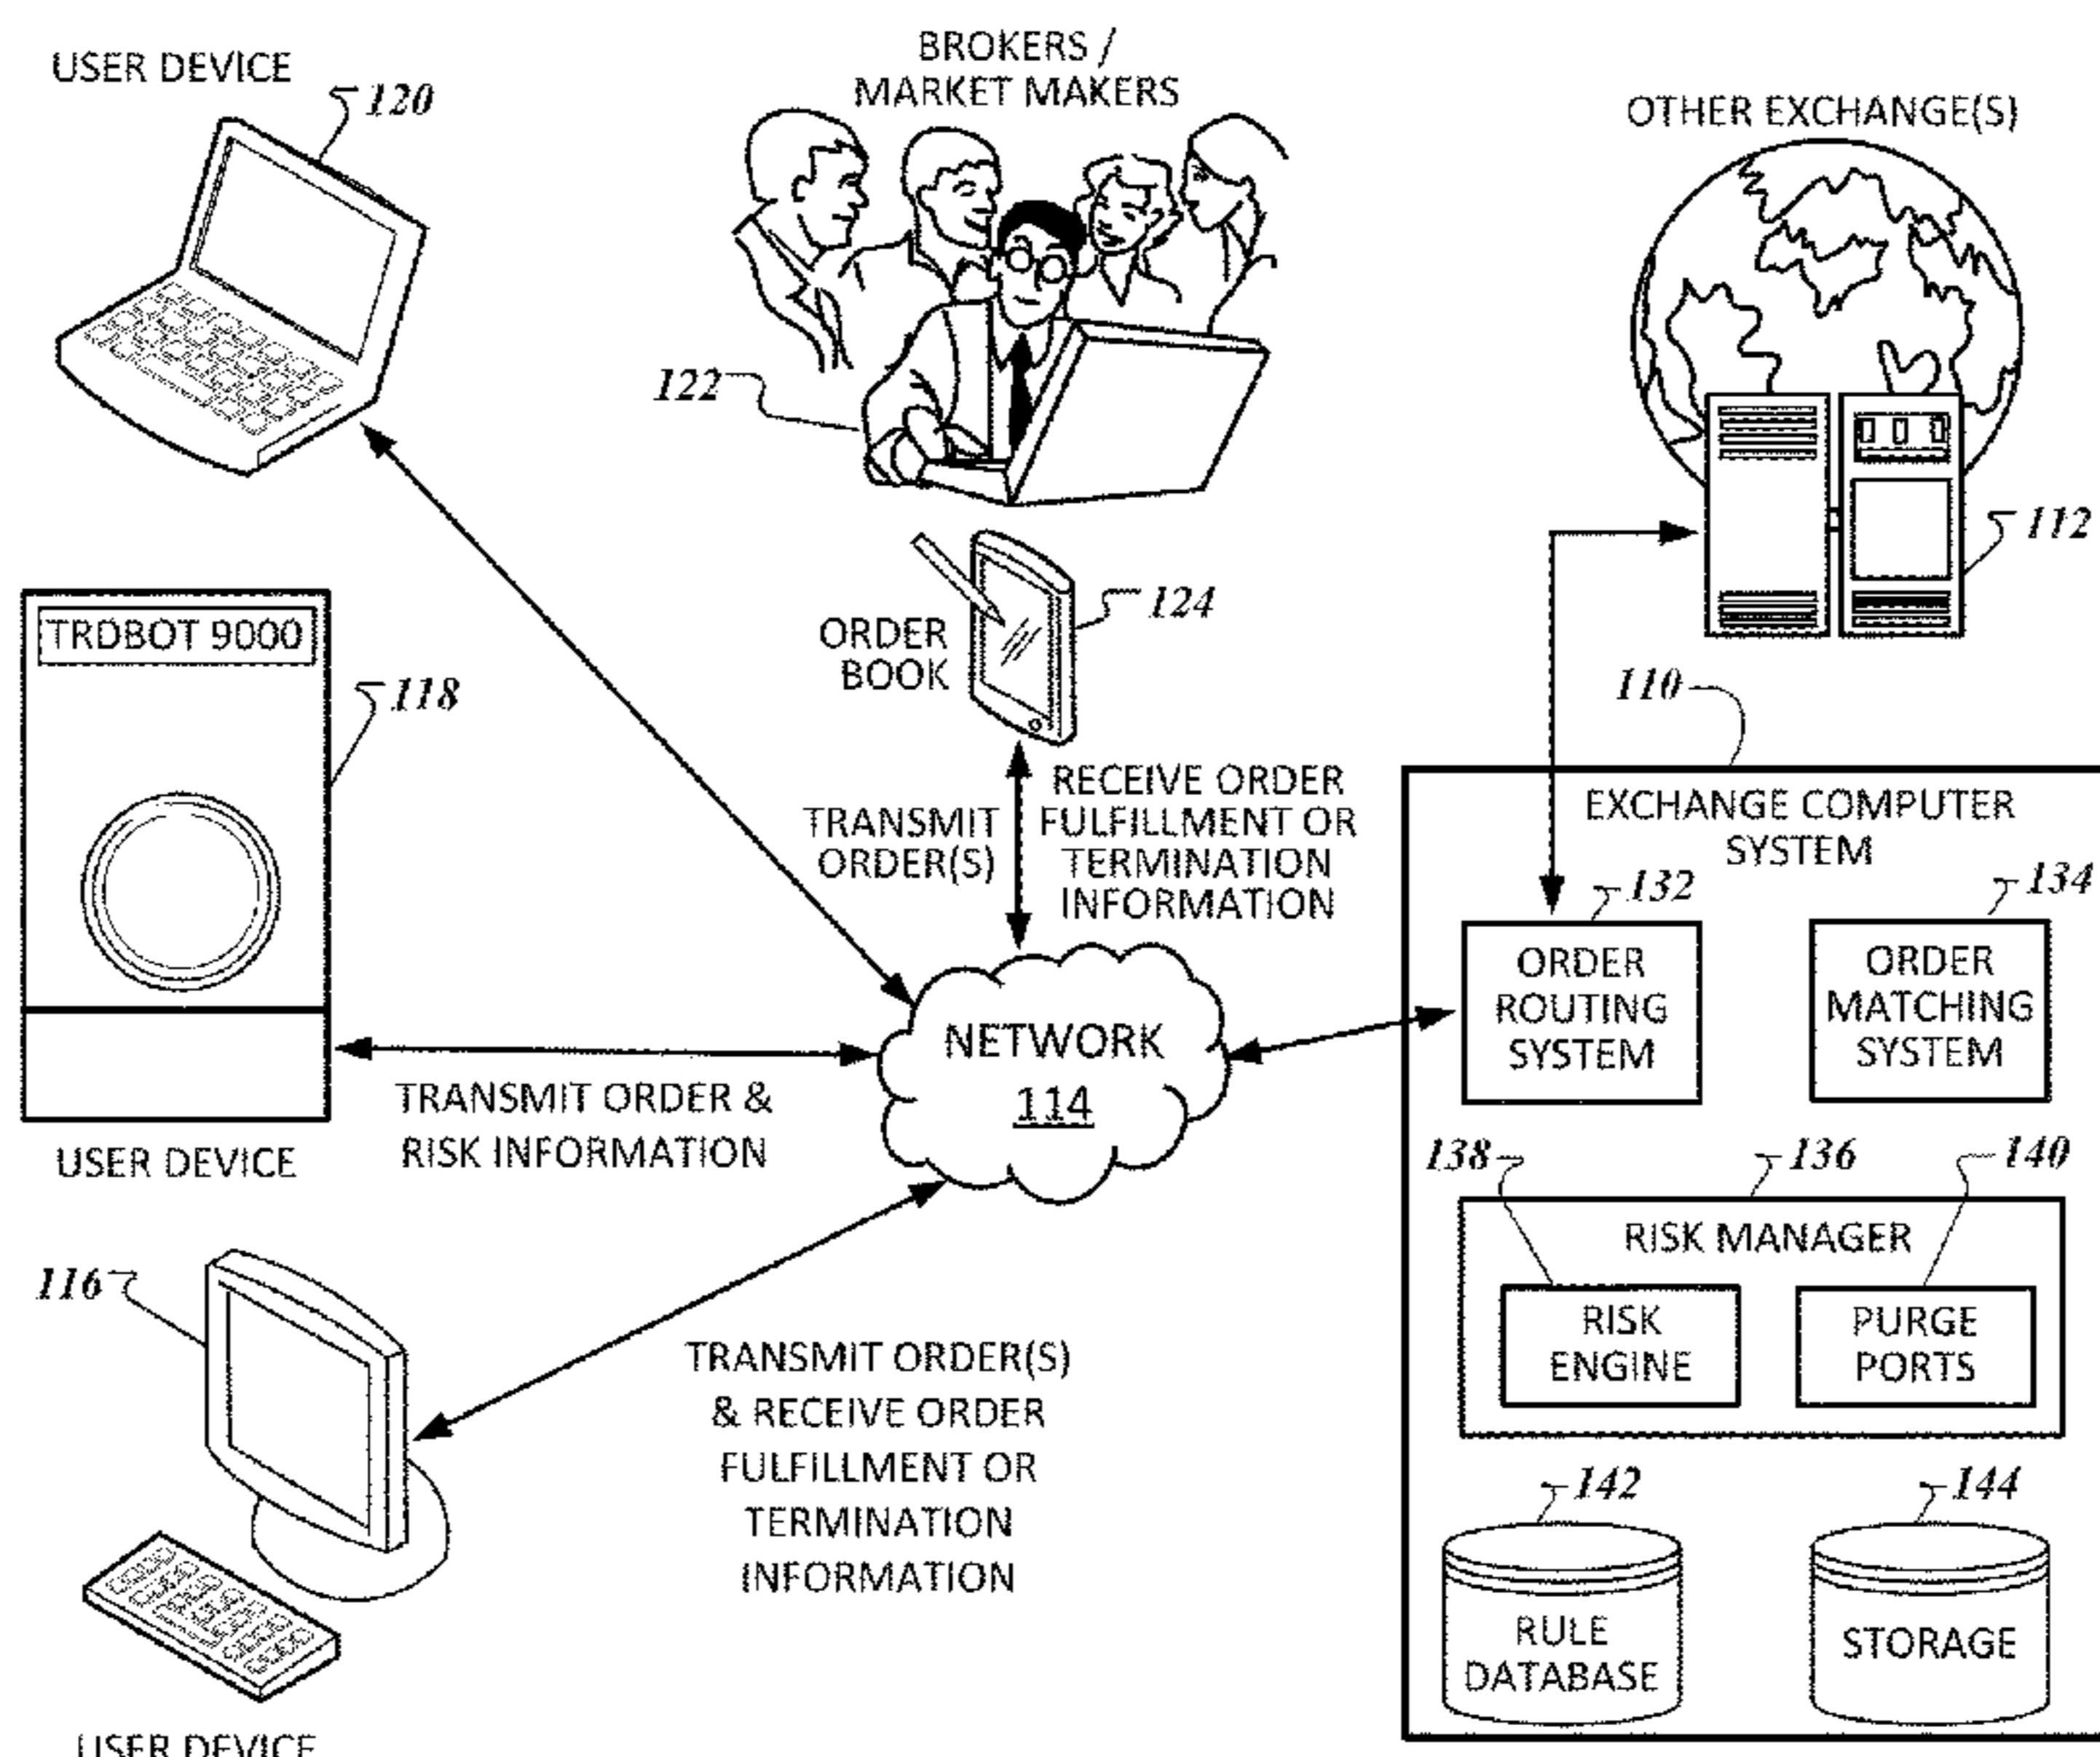 USER DEVICE
120
BROKERS /
MARKET MAKERS
OTHER EXCHANGE(S)
122
112
TRDBOT 9000
118
USER DEVICE
ORDER
BOOK
124
TRANSMIT
ORDER(S)
RECEIVE ORDER
FULFILLMENT OR
TERMINATION
INFORMATION
110
EXCHANGE COMPUTER
SYSTEM
132
ORDER
ROUTING
SYSTEM
134
ORDER
MATCHING
SYSTEM
NETWORK
114
TRANSMIT ORDER &
RISK INFORMATION
138
136
140
RISK MANAGER
RISK
ENGINE
PURGE
PORTS
116
TRANSMIT ORDER(S)
& RECEIVE ORDER
FULFILLMENT OR
TERMINATION
INFORMATION
142
RULE
DATABASE
144
STORAGE
USER DEVICE